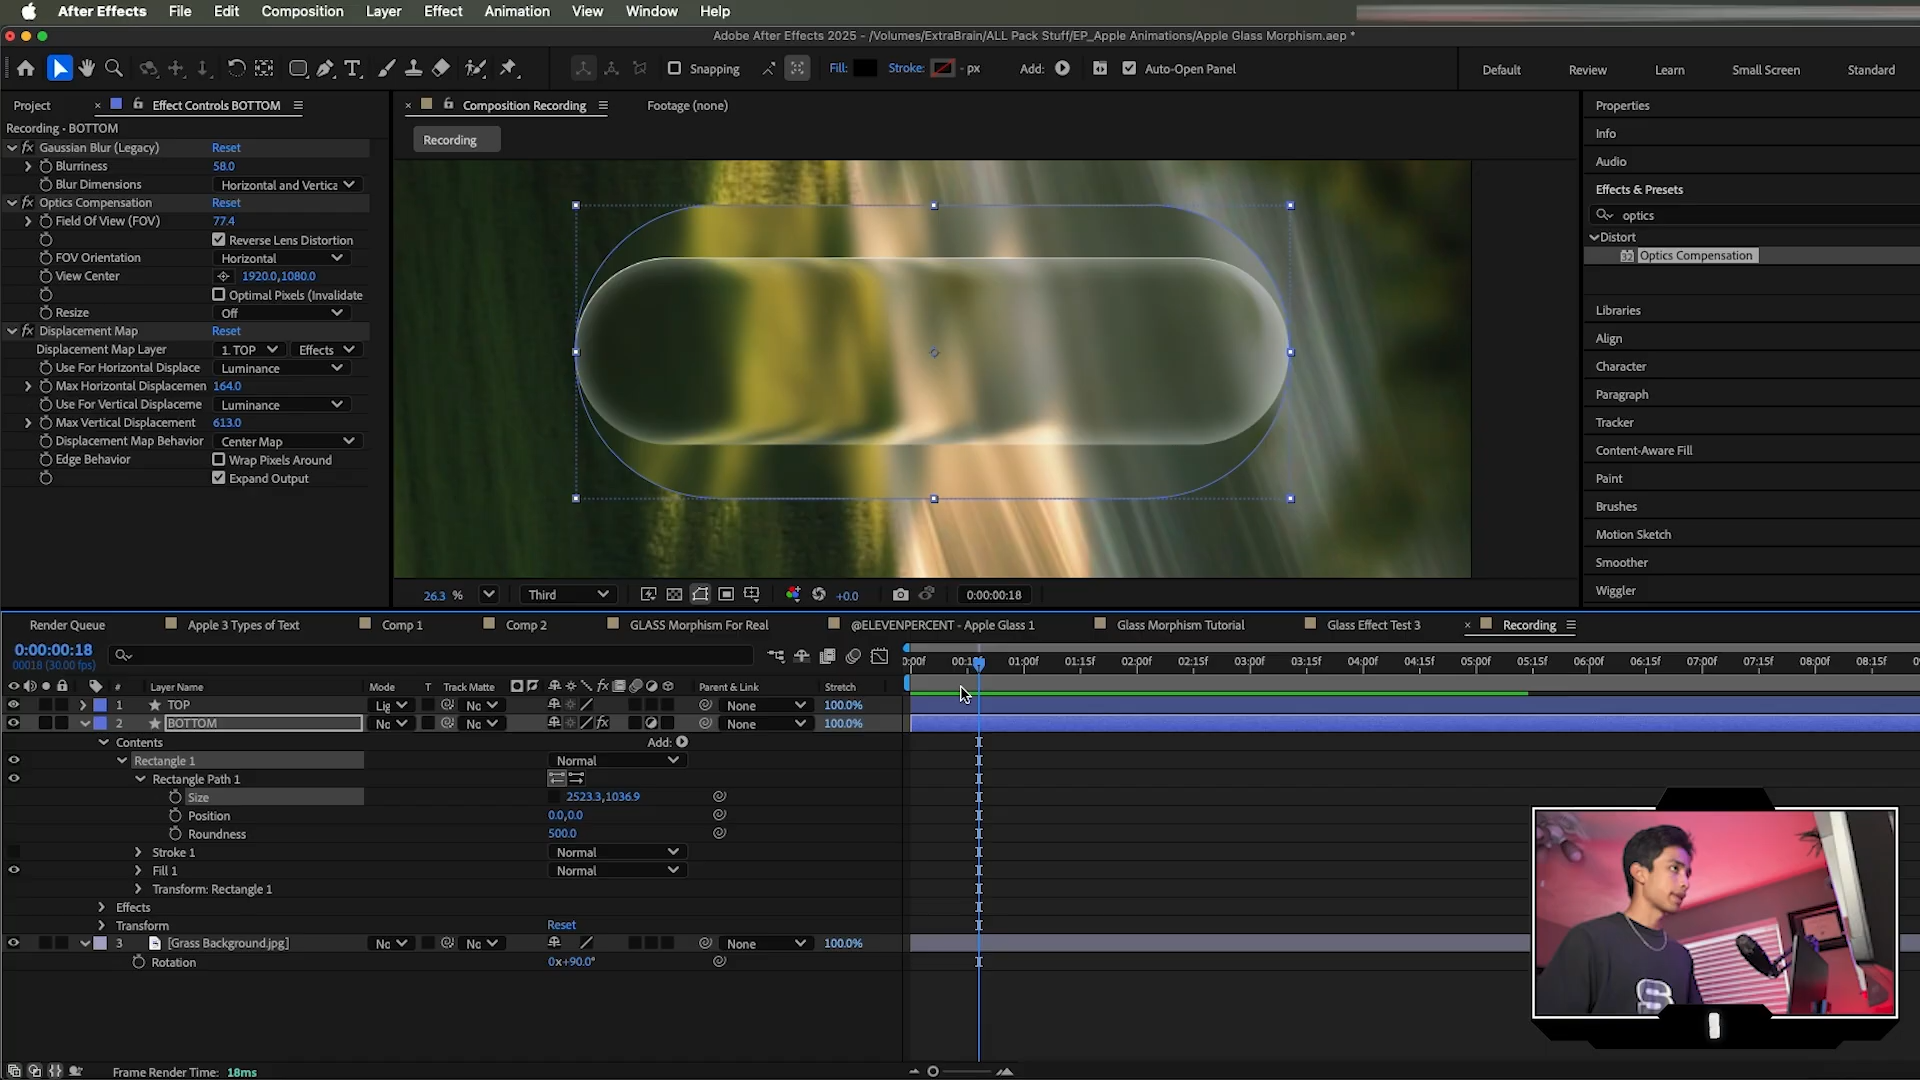 After Effects File Edit Composition Layer Effect Animation View Window Help
Adobe After Effects 2025 - /Volumes/ExtraBrain/ALL Pack Stuff/EP_Apple Animations/Apple Glass Morphism.aep *
Snapping Fill: Stroke: - px Add: Auto-Open Panel Default Review Learn Small Screen Standard
Project × Effect Controls BOTTOM
× Composition Recording Footage (none)
Recording • BOTTOM
Recording
fx Gaussian Blur (Legacy) Reset
Blurriness 58.0
Blur Dimensions Horizontal and Vertica
fx Optics Compensation Reset
Field Of View (FOV) 77.4
Reverse Lens Distortion
FOV Orientation Horizontal
View Center 1920.0,1080.0
Optimal Pixels (Invalidate
Resize Off
fx Displacement Map Reset
Displacement Map Layer 1. TOP Effects
Use For Horizontal Displace Luminance
Max Horizontal Displacemen 164.0
Use For Vertical Displaceme Luminance
Max Vertical Displacement 613.0
Displacement Map Behavior Center Map
Edge Behavior Wrap Pixels Around
Expand Output
Properties
Info
Audio
Effects & Presets
optics
Distort
32 Optics Compensation
Libraries
Align
Character
Paragraph
Tracker
Content-Aware Fill
Paint
Brushes
Motion Sketch
Smoother
Wiggler
26.3 % Third +0.0 0:00:00:18
Render Queue Apple 3 Types of Text Comp 1 Comp 2 GLASS Morphism For Real @ELEVENPERCENT - Apple Glass 1 Glass Morphism Tutorial Glass Effect Test 3 × Recording
0:00:00:18
00018 (30.00 fps)
01:00f 01:15f 02:00f 02:15f 03:00f 03:15f 04:00f 04:15f 05:00f 05:15f 06:00f 06:15f 07:00f 07:15f 08:00f 08:15f
# Layer Name Mode T Track Matte fx Parent & Link Stretch
1 TOP Lig Nc None 100.0%
2 BOTTOM Nc Nc fx None 100.0%
Contents Add:
Rectangle 1 Normal
Rectangle Path 1
Size 2523.3,1036.9
Position 0.0,0.0
Roundness 500.0
Stroke 1 Normal
Fill 1 Normal
Transform: Rectangle 1
Effects
Transform Reset
3 [Grass Background.jpg] Nc Nc None 100.0%
Rotation 0x+90.0°
S
Frame Render Time: 18ms